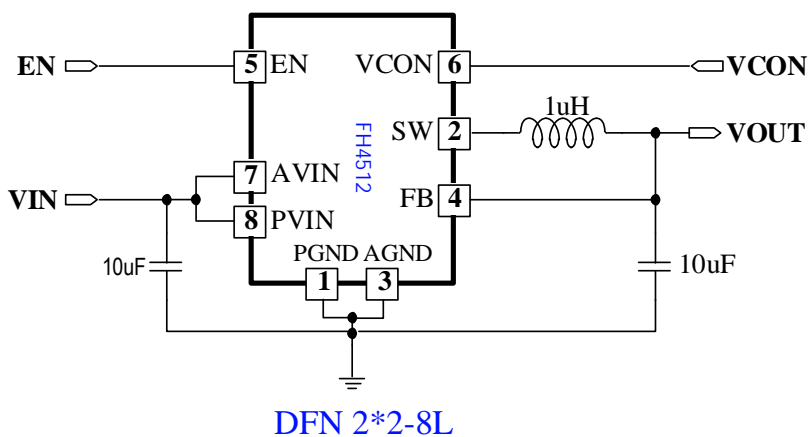 EN
5
EN
VCON
6
VCON
1uH
SW
2
VOUT
FH4512
7
AVIN
VIN
FB
4
8
PVIN
10uF
PGND
AGND
1
3
10uF
DFN 2*2-8L